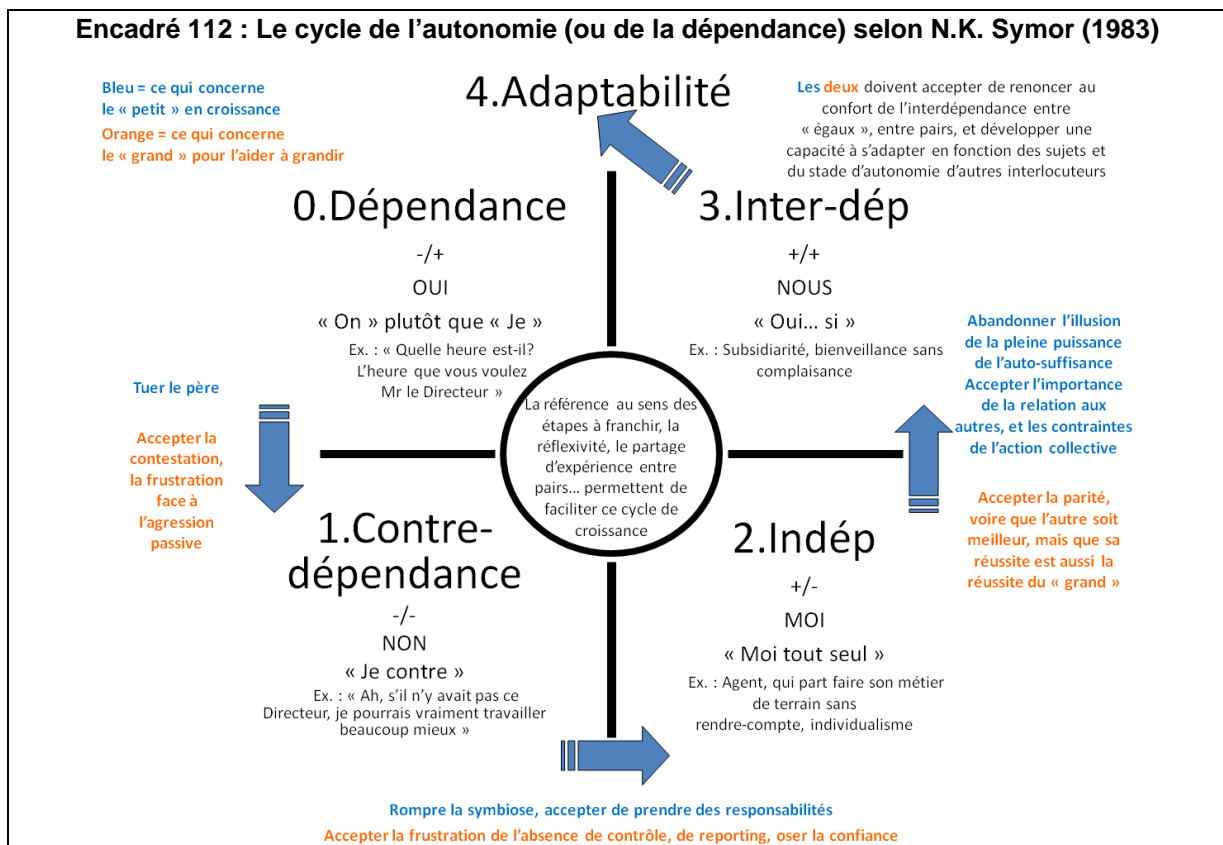 Encadré 112 : Le cycle de l'autonomie (ou de la dépendance) selon N.K. Symor (1983)
Bleu = ce qui concerne
le « petit » en croissance
Orange = ce qui concerne
le « grand » pour l'aider à grandir
4.Adaptabilité
Les deux doivent accepter de renoncer au
confort de l'interdépendance entre
« égaux », entre pairs, et développer une
capacité à s'adapter en fonction des sujets et
du stade d'autonomie d'autres interlocuteurs
0.Dépendance
-/+
OUI
« On » plutôt que « Je »
Ex. : « Quelle heure est-il?
L'heure que vous voulez
Mr le Directeur »
3.Inter-dép
+/+
NOUS
« Oui... si »
Ex. : Subsidiarité, bienveillance sans
complaisance
Tuer le père
Accepter la
contestation,
la frustration
face à
l'agression
passive
La référence au sens des
étapes à franchir, la
réflexivité, le partage
d'expérience entre
pairs... permettent de
faciliter ce cycle de
croissance
Abandonner l'illusion
de la pleine puissance
de l'auto-suffisance
Accepter l'importance
de la relation aux
autres, et les contraintes
de l'action collective
Accepter la parité,
voire que l'autre soit
meilleur, mais que sa
réussite est aussi la
réussite du « grand »
1.Contre-
dépendance
-/-
NON
« Je contre »
Ex. : « Ah, s'il n'y avait pas ce
Directeur, je pourrais vraiment travailler
beaucoup mieux »
2.Indép
+/-
MOI
« Moi tout seul »
Ex. : Agent, qui part faire son métier
de terrain sans
rendre-compte, individualisme
Rompre la symbiose, accepter de prendre des responsabilités
Accepter la frustration de l'absence de contrôle, de reporting, oser la confiance